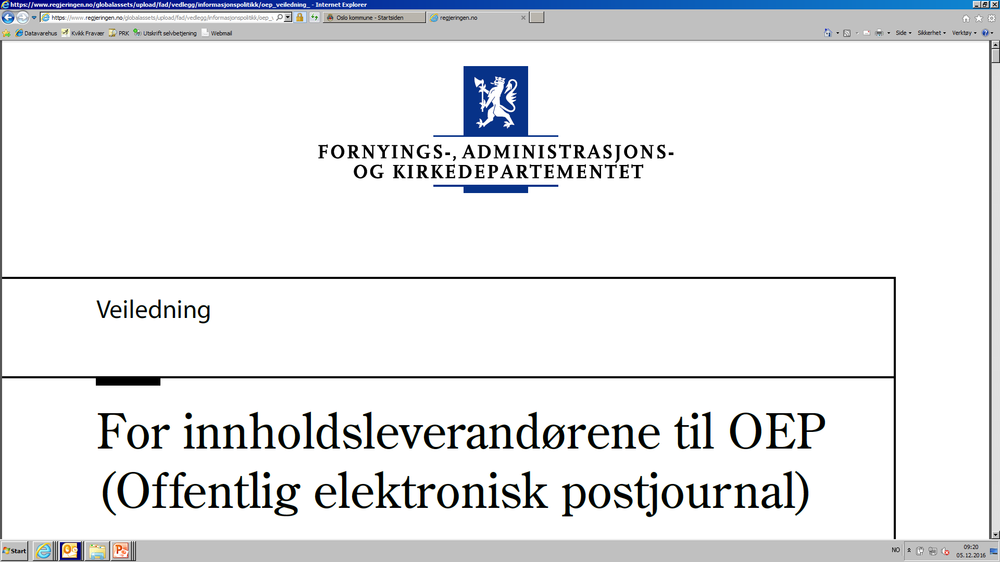 https://www.regjeringen.no/globalassets/upload/fad/vedlegg/informasjonspolitikk/oep_veiledning_ - Internet Explorer
https://www.regjeringen.no/globalassets/upload/fad/vedlegg/informasjonspolitikk/oep_v
Oslo kommune - Startsiden
regjeringen.no
Datavarehus
Kvikk Fravær
PRK
Utskrift selvbetjening
Webmail
Side
Sikkerhet
Verktøy
FORNYINGS-, ADMINISTRASJONS-
OG KIRKEDEPARTEMENTET
Veiledning
For innholdsleverandørene til OEP
(Offentlig elektronisk postjournal)
Start
NO
09:20
05.12.2016